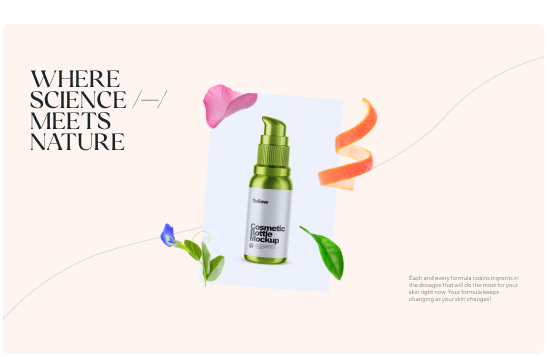 WHERE
SCIENCE /—/
MEETS
NATURE
Yellow
Cosmetic
Bottle
Mockup
Each and every formula coains ingrents in
the dosages that will do the most for your
skin right now. Your formula keeps
changing as your skin changes!